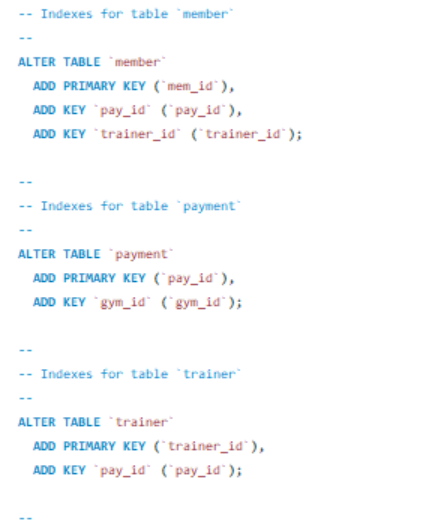 -- Indexes for table `member`
--
ALTER TABLE `member`
ADD PRIMARY KEY (`mem_id`),
ADD KEY `pay_id` (`pay_id`),
ADD KEY `trainer_id` (`trainer_id`);
--
-- Indexes for table `payment`
--
ALTER TABLE `payment`
ADD PRIMARY KEY (`pay_id`),
ADD KEY `gym_id` (`gym_id`);
--
-- Indexes for table `trainer`
--
ALTER TABLE `trainer`
ADD PRIMARY KEY (`trainer_id`),
ADD KEY `pay_id` (`pay_id`);
--